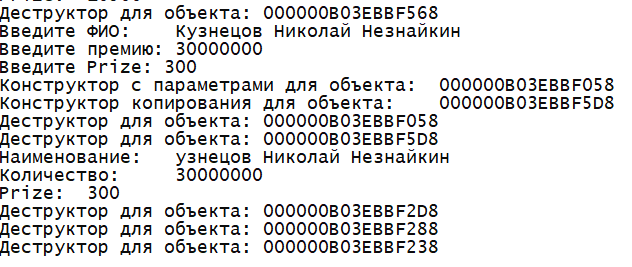 Деструктор для объекта: 000000B03EBBF568
Введите ФИО: Кузнецов Николай Незнайкин
Введите премию: 30000000
Введите Prize: 300
Конструктор с параметрами для объекта: 000000B03EBBF058
Конструктор копирования для объекта: 000000B03EBBF5D8
Деструктор для объекта: 000000B03EBBF058
Деструктор для объекта: 000000B03EBBF5D8
Наименование: узнецов Николай Незнайкин
Количество: 30000000
Prize: 300
Деструктор для объекта: 000000B03EBBF2D8
Деструктор для объекта: 000000B03EBBF288
Деструктор для объекта: 000000B03EBBF238